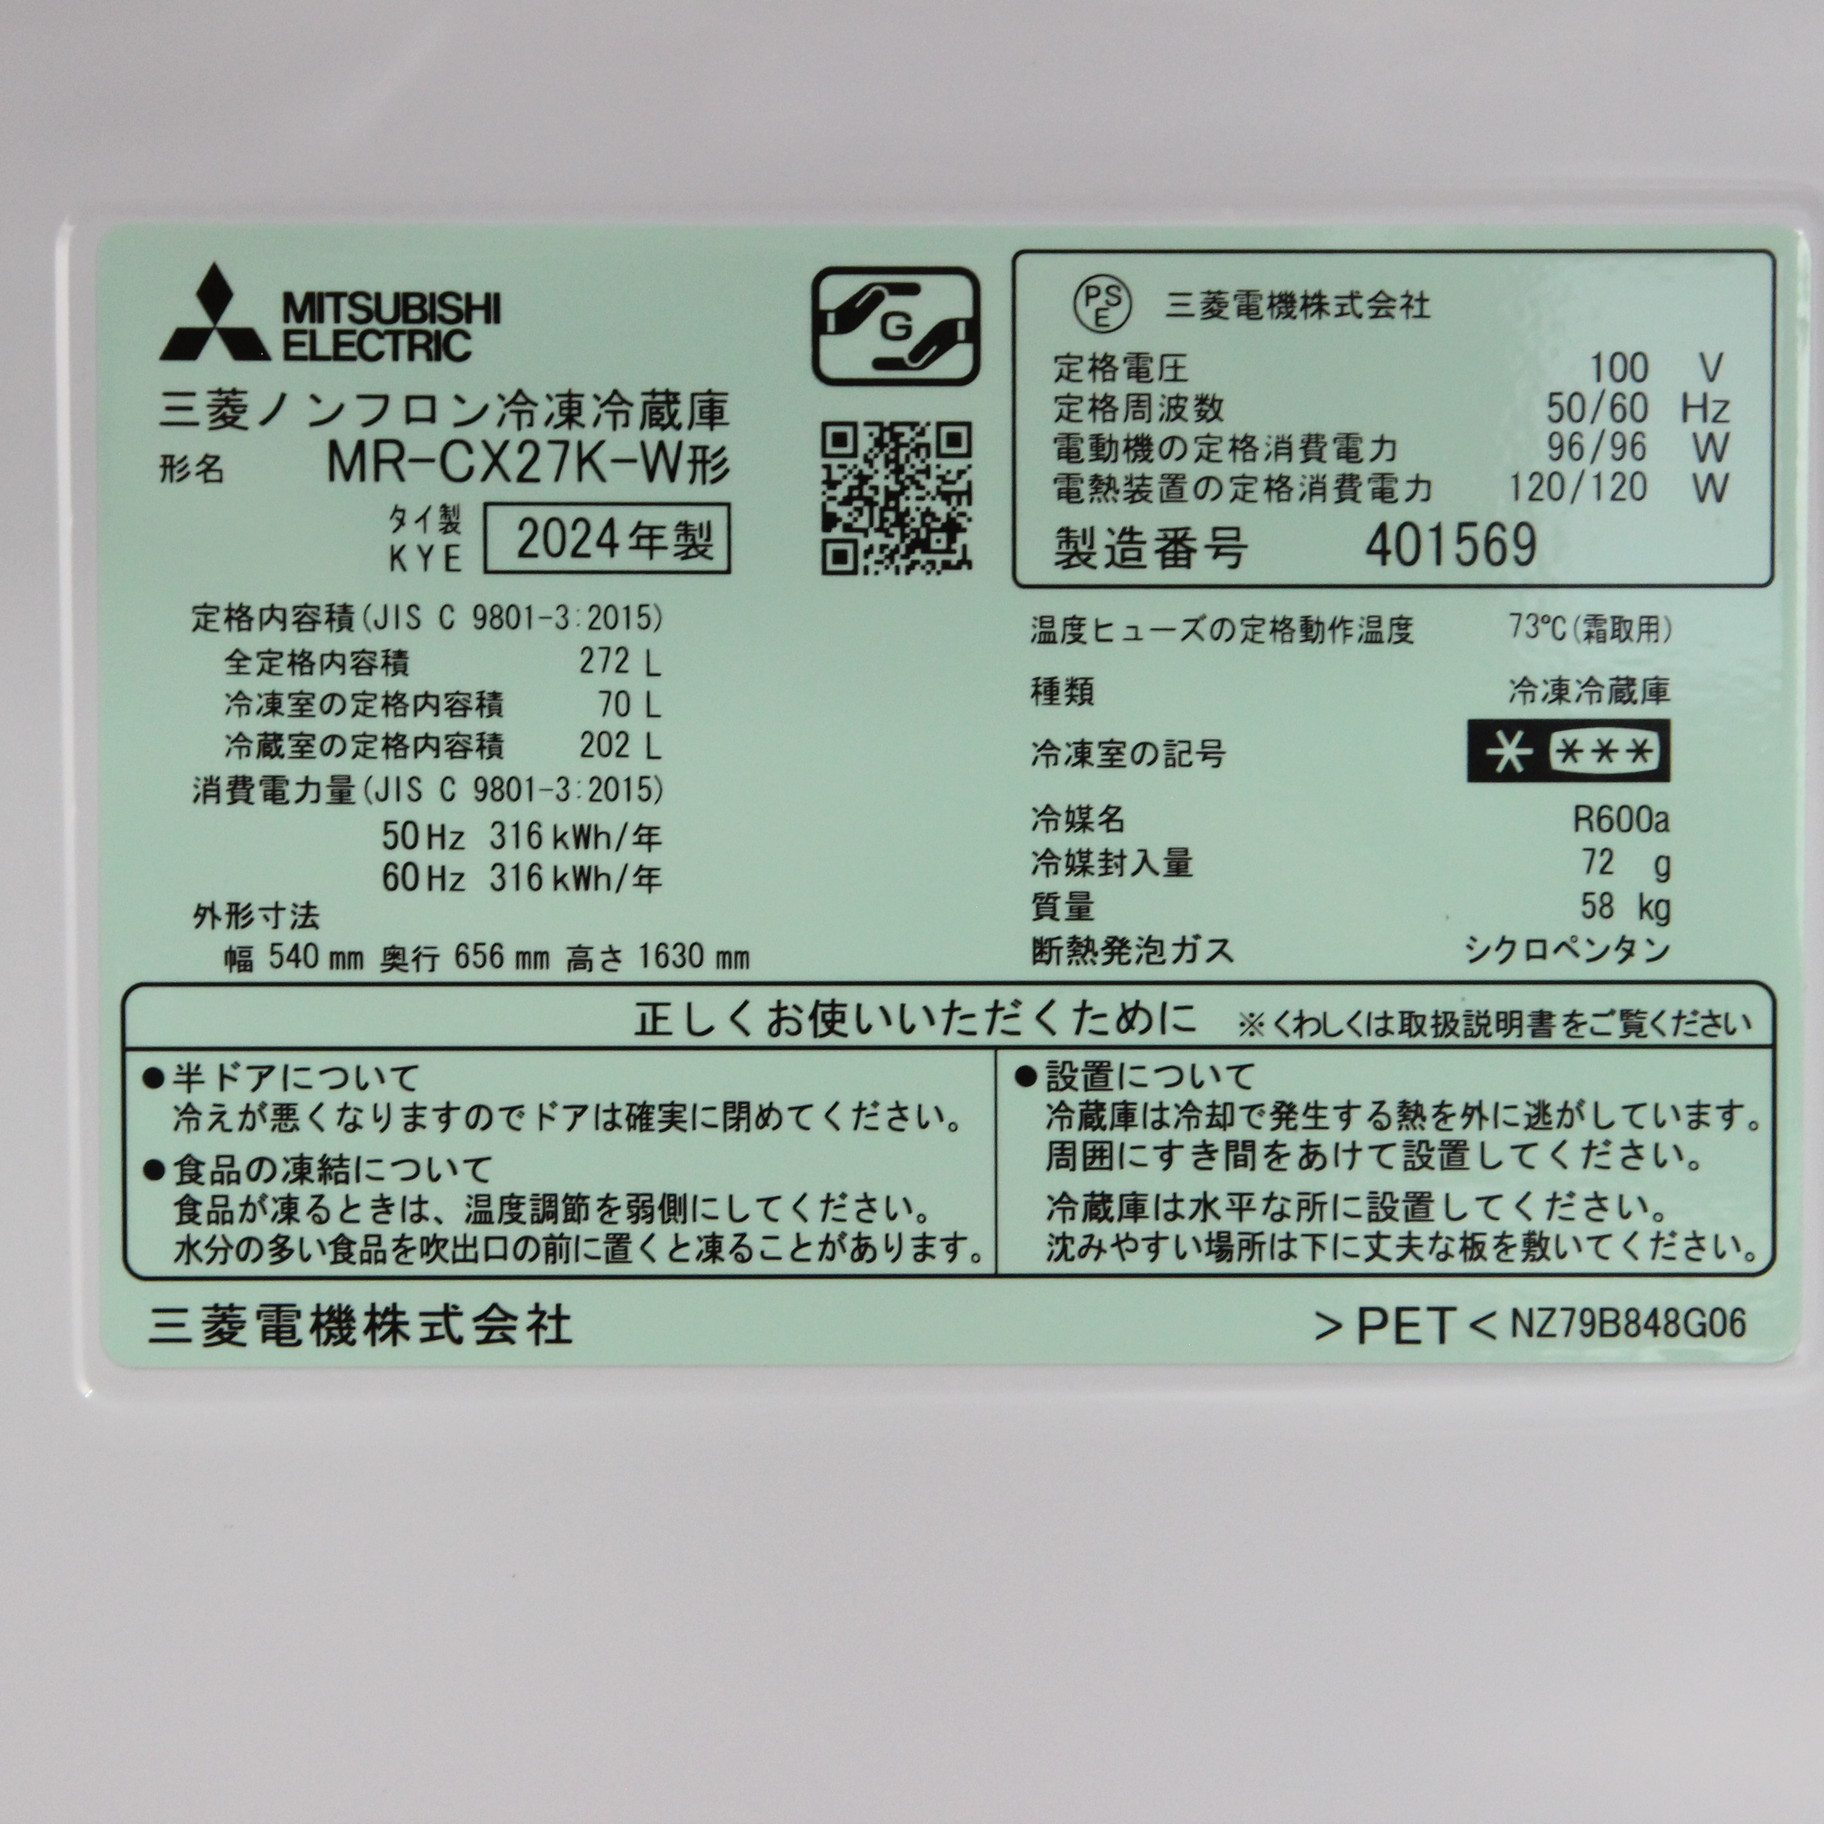 MITSUBISHI
ELECTRIC
三菱ノンフロン冷凍冷蔵庫
形名 MR-CX27K-W形
タイ製
KYE
2024年製
G
定格内容積(JIS C 9801-3:2015)
全定格内容積 272 L
冷凍室の定格内容積 70 L
冷蔵室の定格内容積 202 L
消費電力量(JIS C 9801-3:2015)
50Hz 316kWh/年
60Hz 316kWh/年
外形寸法
幅 540 mm 奥行 656 mm 高さ 1630 mm
PSE 三菱電機株式会社
定格電圧 100 V
定格周波数 50/60 Hz
電動機の定格消費電力 96/96 W
電熱装置の定格消費電力 120/120 W
製造番号 401569
温度ヒューズの定格動作温度 73℃(霜取用)
種類 冷凍冷蔵庫
冷凍室の記号 * ***
冷媒名 R600a
冷媒封入量 72 g
質量 58 kg
断熱発泡ガス シクロペンタン
正しくお使いいただくために ※くわしくは取扱説明書をご覧ください
●半ドアについて
冷えが悪くなりますのでドアは確実に閉めてください。
●食品の凍結について
食品が凍るときは、温度調節を弱側にしてください。
水分の多い食品を吹出口の前に置くと凍ることがあります。
●設置について
冷蔵庫は冷却で発生する熱を外に逃がしています。
周囲にすき間をあけて設置してください。
冷蔵庫は水平な所に設置してください。
沈みやすい場所は下に丈夫な板を敷いてください。
三菱電機株式会社
>PET< NZ79B848G06